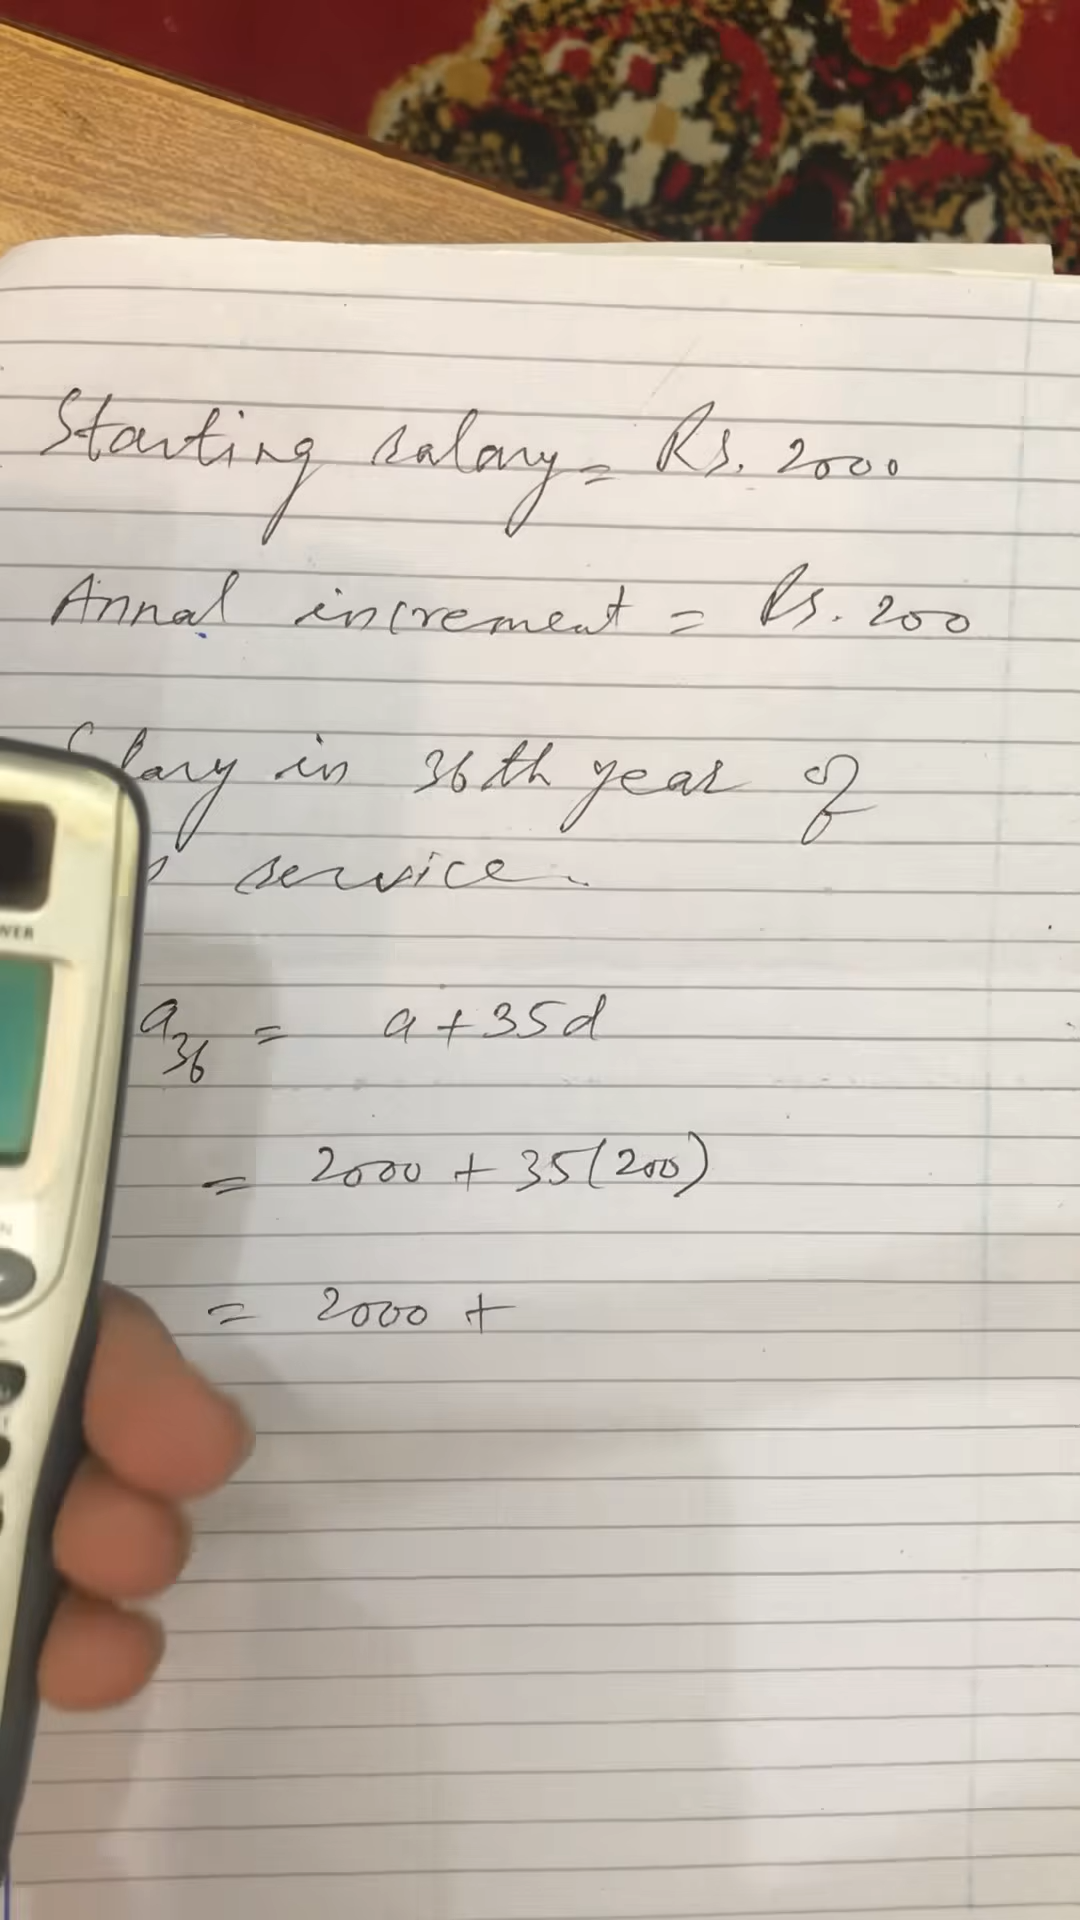 Starting salary = Rs. 2000
Annal increment = Rs. 200
Slary in 36th year of
service.
a36 = a + 35d
= 2000 + 35(200)
= 2000 +